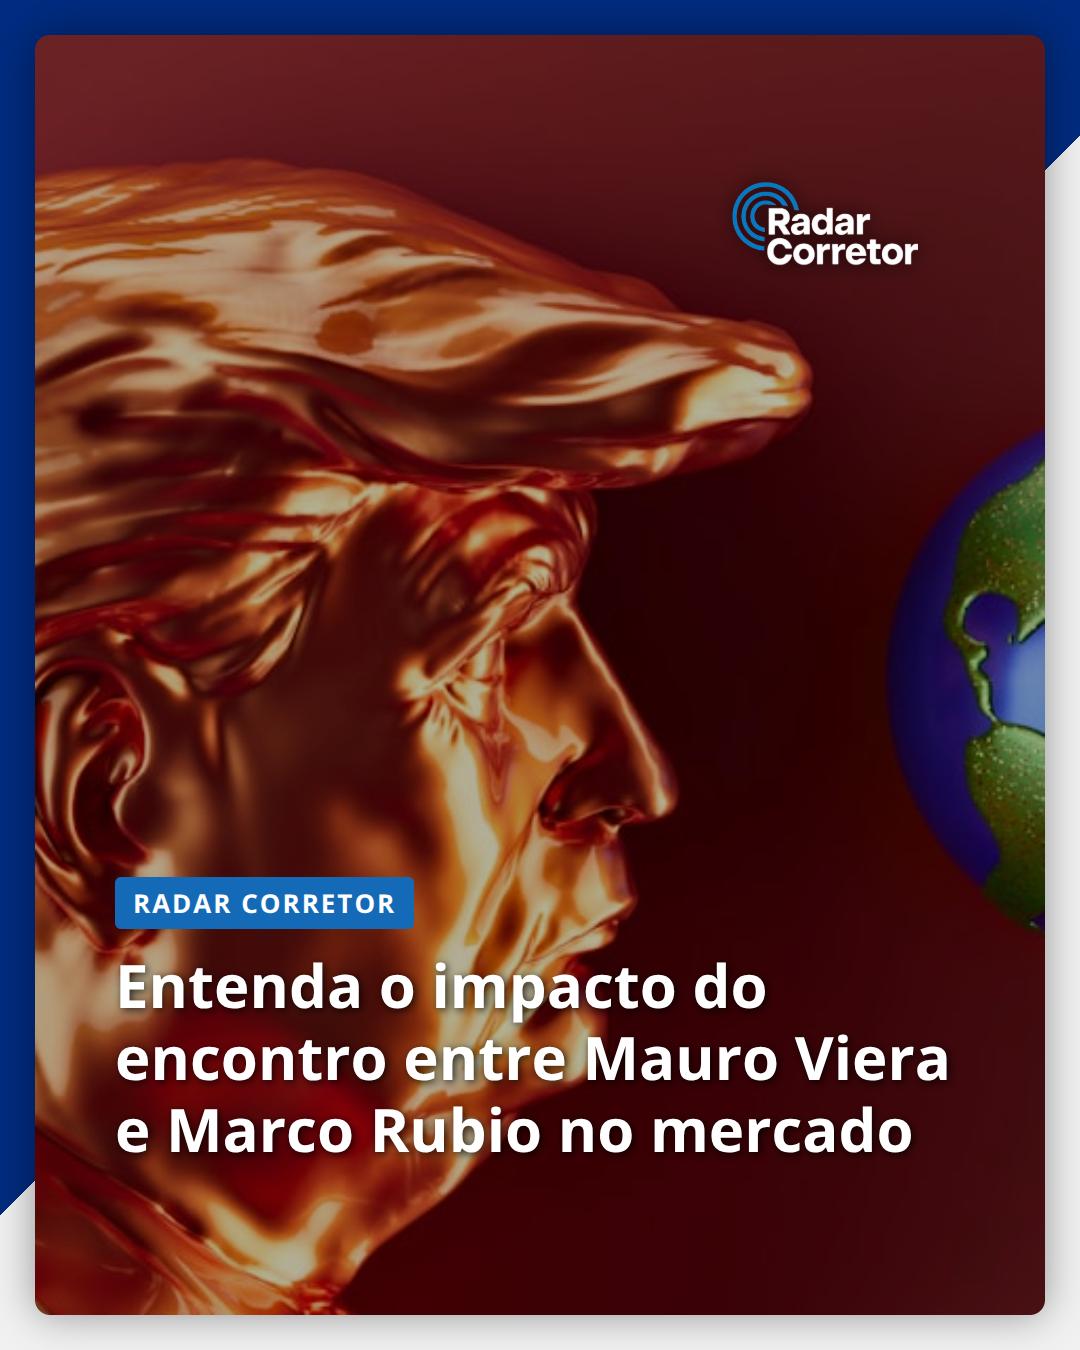 Radar
Corretor
RADAR CORRETOR
Entenda o impacto do
encontro entre Mauro Viera
e Marco Rubio no mercado